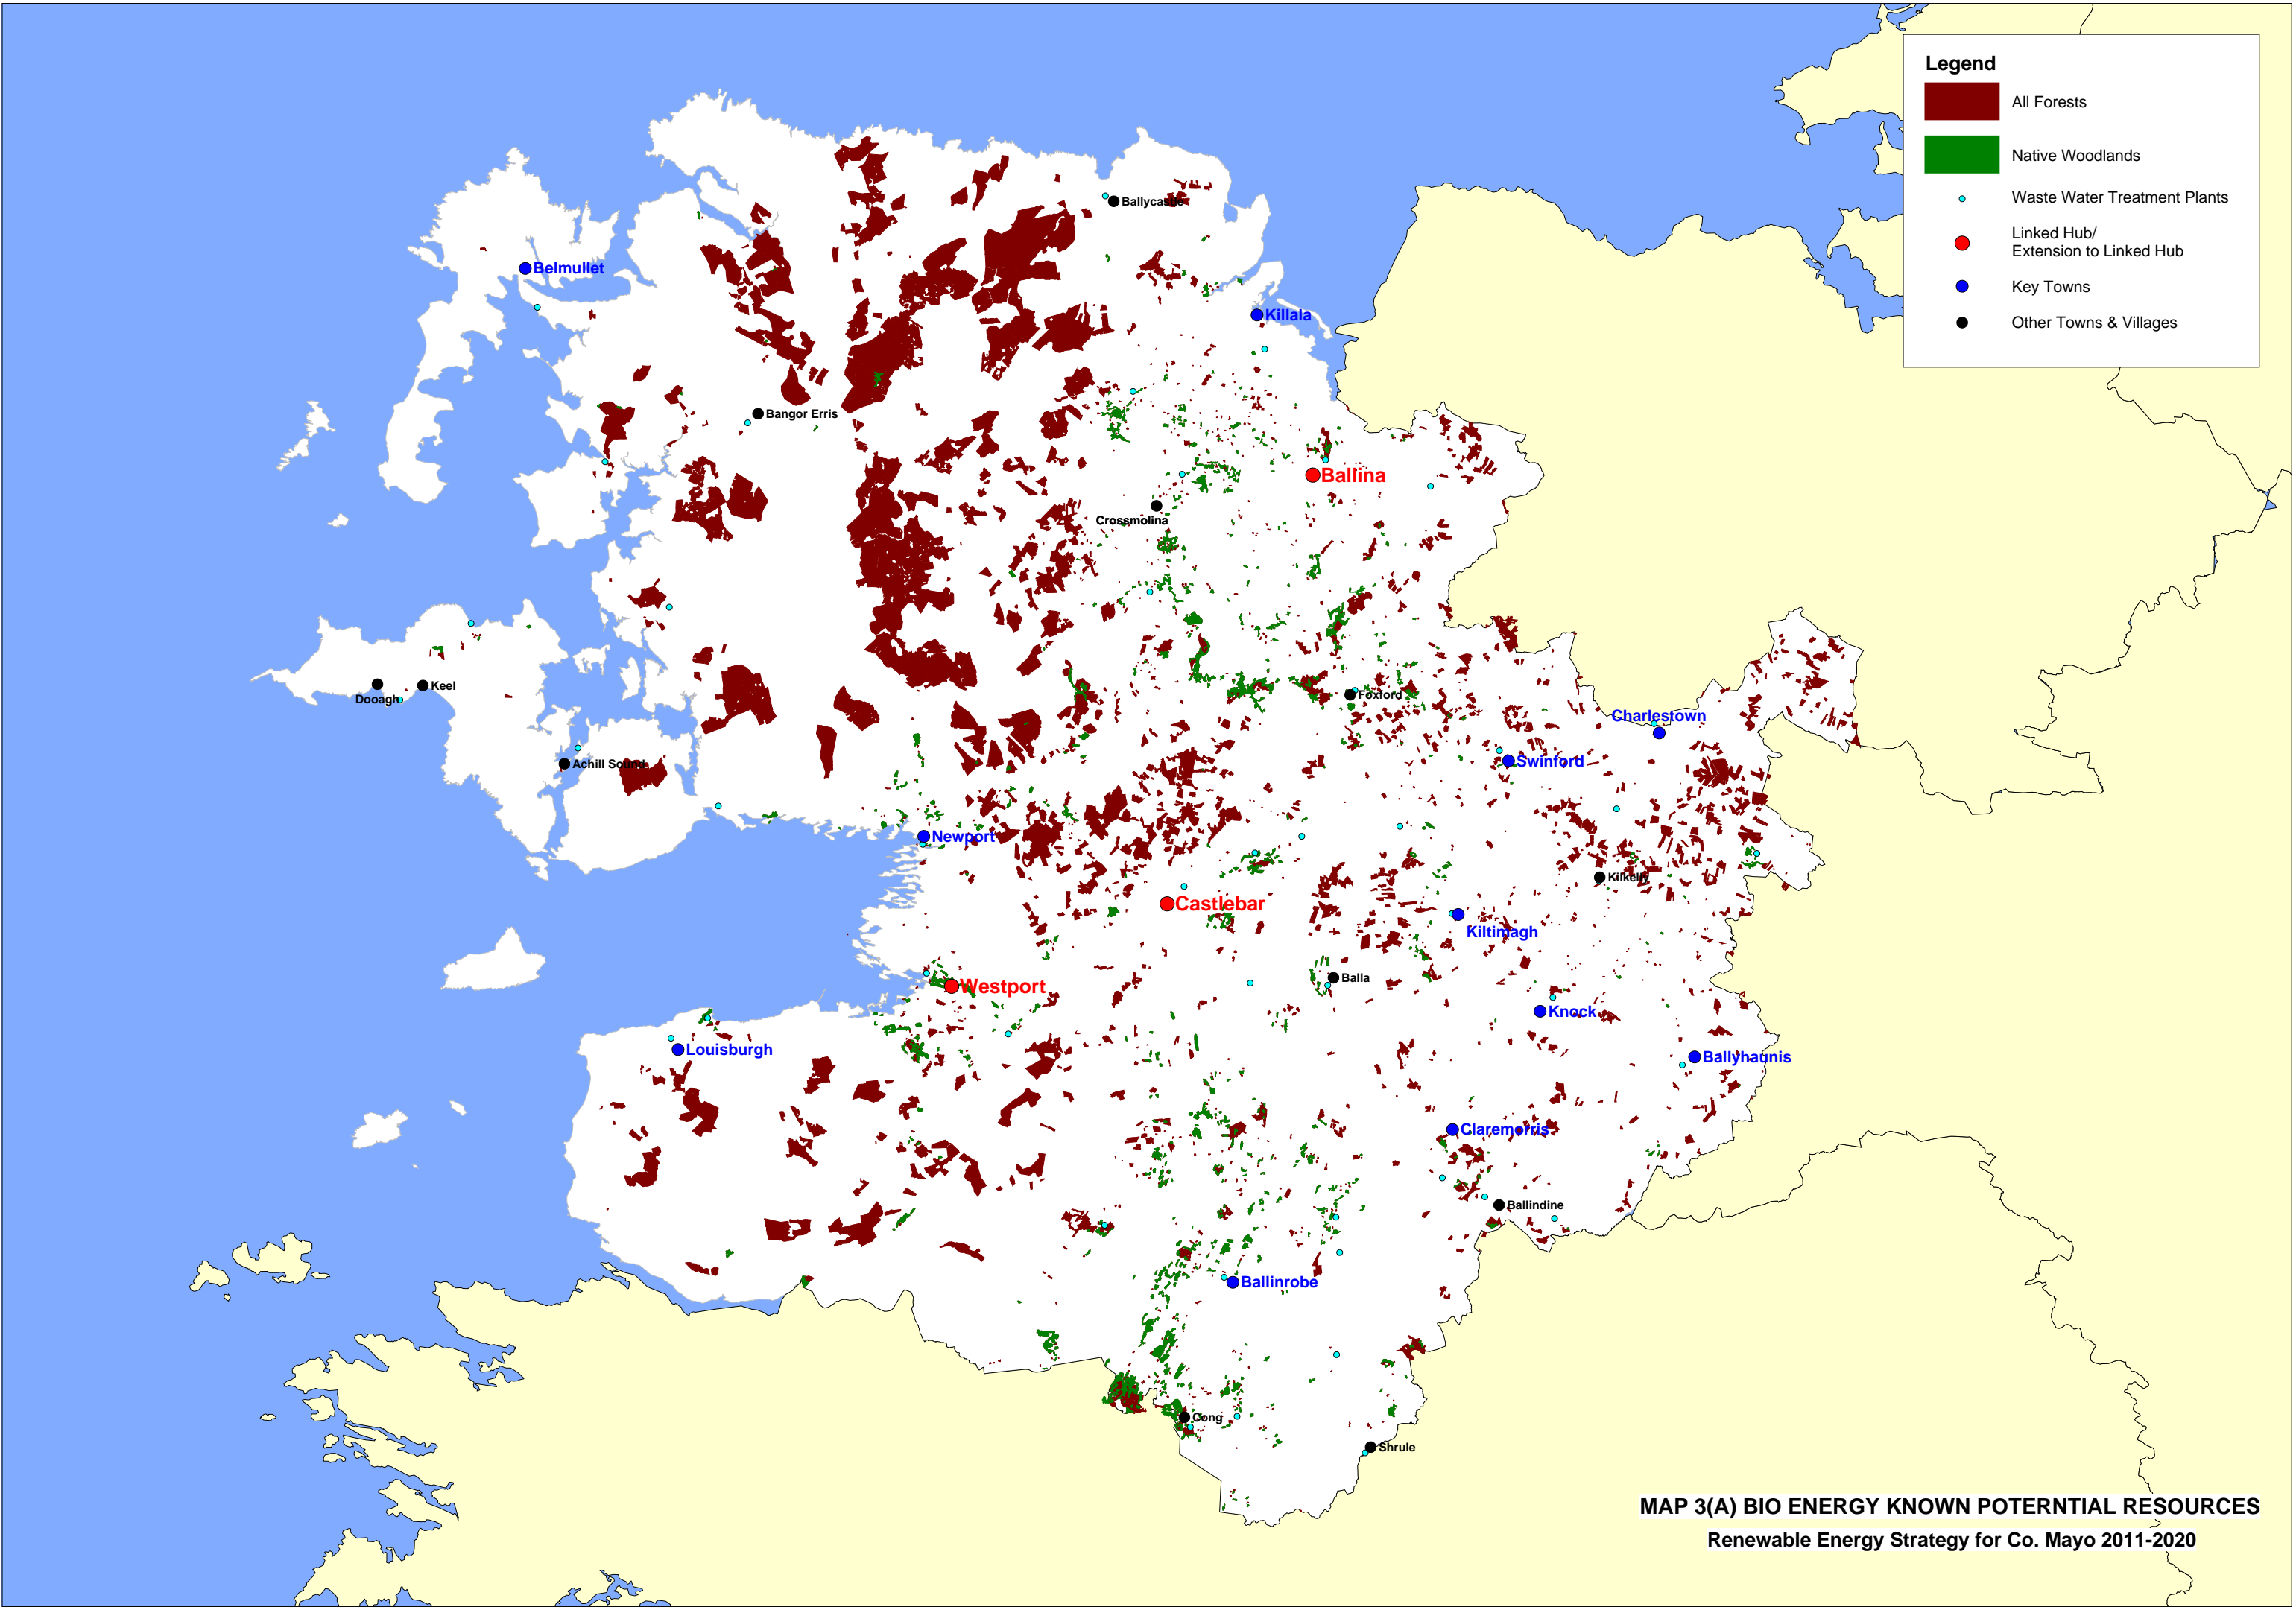 Legend
All Forests
Native Woodlands
Waste Water Treatment Plants
Linked Hub/
Extension to Linked Hub
Key Towns
Other Towns & Villages
Ballycastle
Belmullet
Killala
Bangor Erris
Ballina
Crossmolina
Keel
Dooagh
Foxford
Charlestown
Swinford
Achill Sound
Newport
Kilkelly
Castlebar
Kiltimagh
Balla
Westport
Knock
Louisburgh
Ballyhaunis
Claremorris
Ballindine
Ballinrobe
Cong
Shrule
MAP 3(A) BIO ENERGY KNOWN POTERNTIAL RESOURCES
Renewable Energy Strategy for Co. Mayo 2011-2020